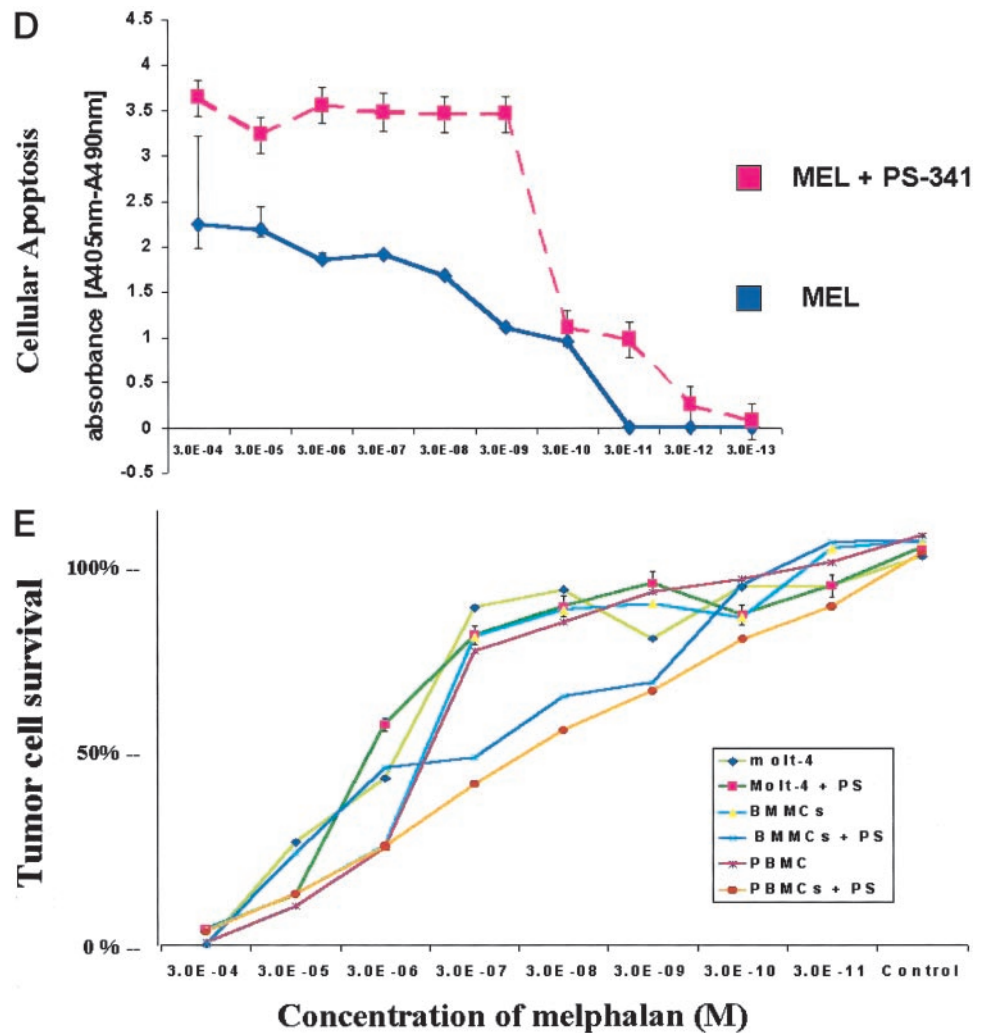 D
Cellular Apoptosis
absorbance [A405nm-A490nm]
4.5
4
3.5
3
2.5
2
1.5
1
0.5
0
-0.5
3.0E-04 3.0E-05 3.0E-06 3.0E-07 3.0E-08 3.0E-09 3.0E-10 3.0E-11 3.0E-12 3.0E-13
MEL + PS-341
MEL
E
Tumor cell survival
100% --
50% --
0% --
molt-4
Molt-4 + PS
BMMCs
BMMCs + PS
PBMC
PBMCs + PS
3.0E-04 3.0E-05 3.0E-06 3.0E-07 3.0E-08 3.0E-09 3.0E-10 3.0E-11 Control
Concentration of melphalan (M)